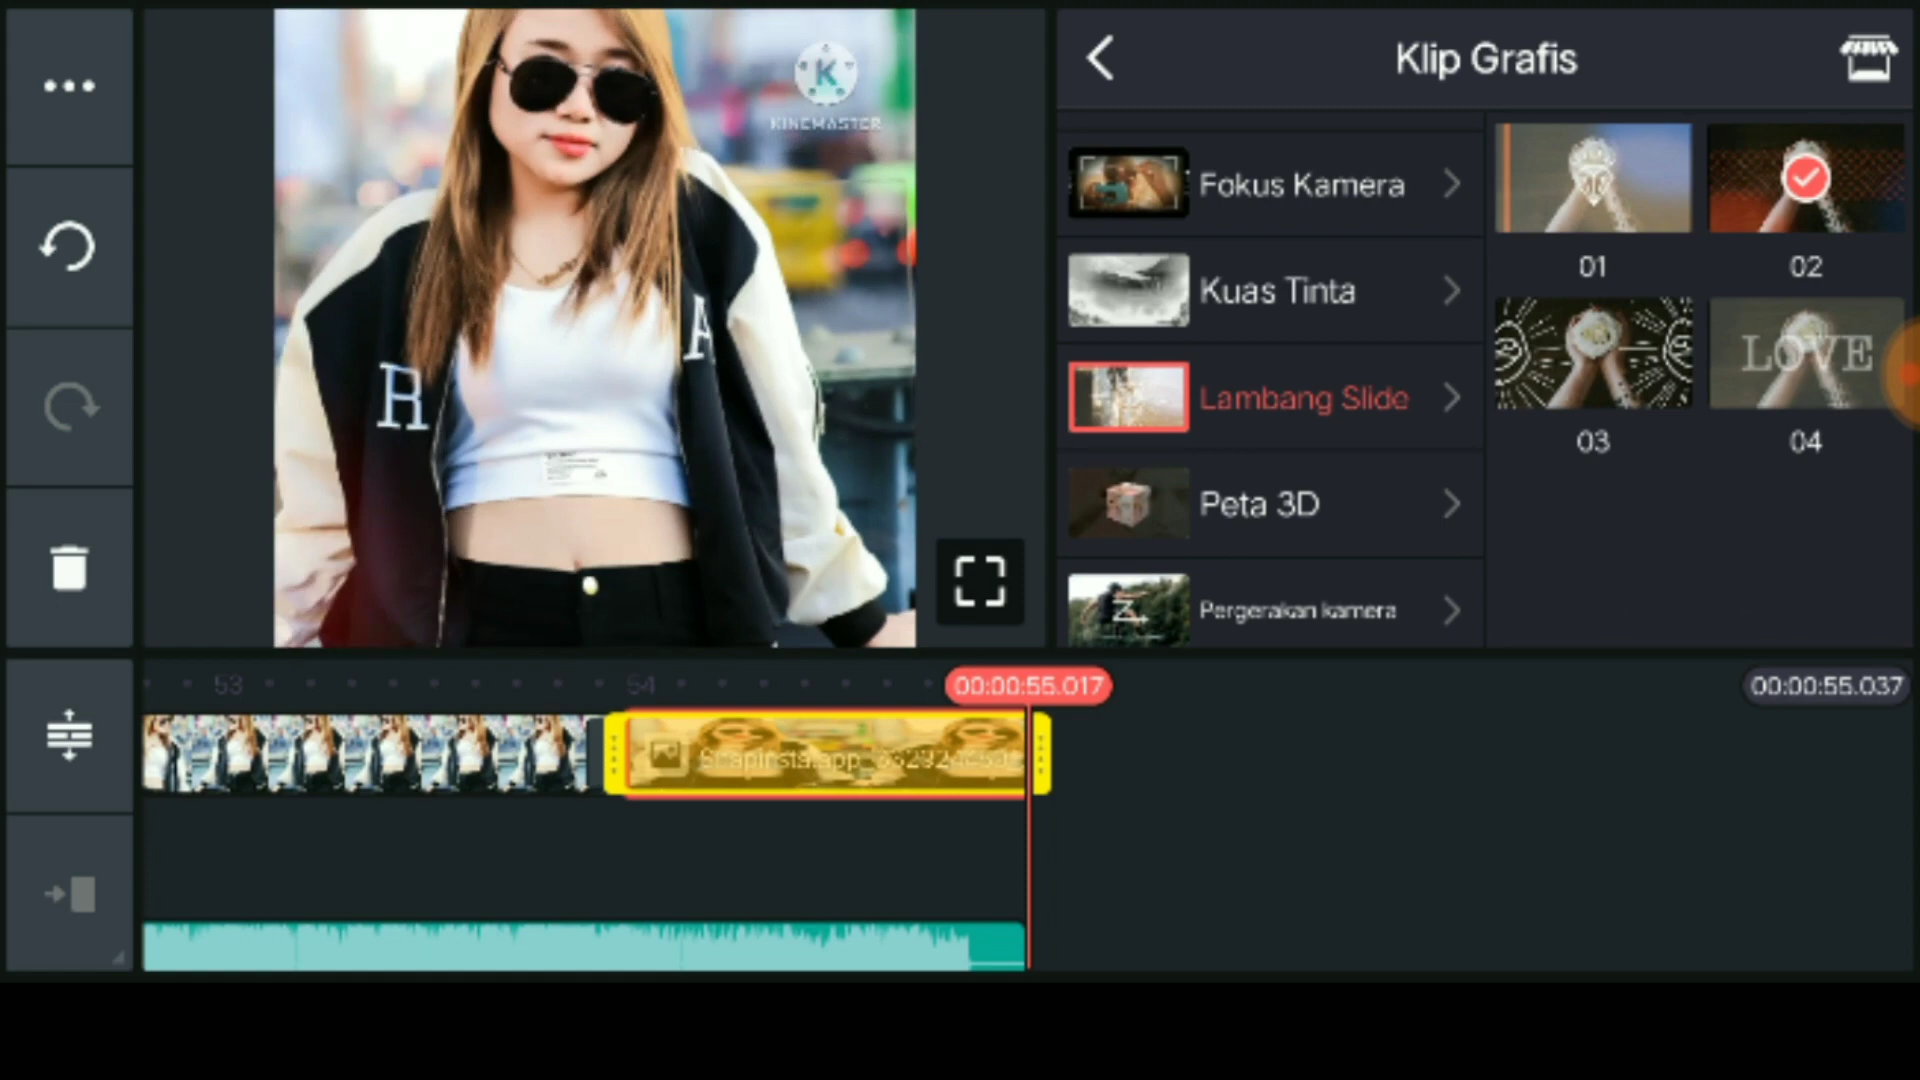 Klip Grafis
K
KINEMASTER
R
A
Fokus Kamera
Kuas Tinta
Lambang Slide
Peta 3D
Pergerakan kamera
01
02
LOVE
03
04
53
54
00:00:55.017
00:00:55.037